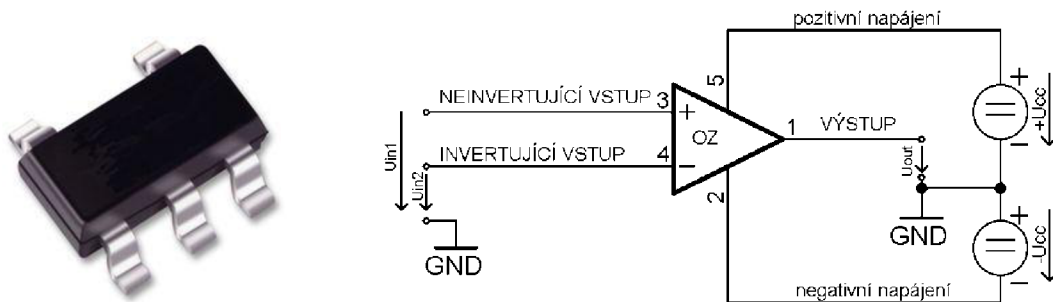 pozitivní napájení
5
+
+Ucc
−
NEINVERTUJÍCÍ VSTUP
3
+
OZ
1
VÝSTUP
Uin1
INVERTUJÍCÍ VSTUP
4
−
Uout
Uin2
2
GND
GND
+
-Ucc
−
negativní napájení